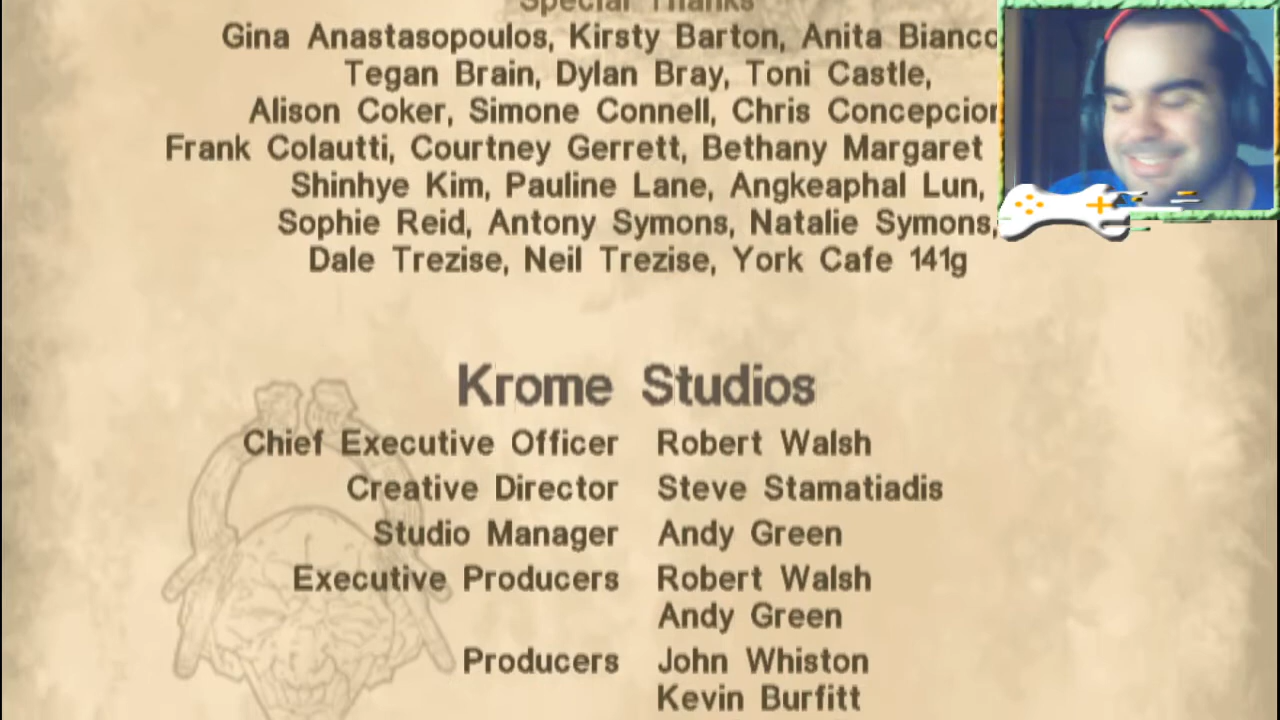 Special Thanks
Gina Anastasopoulos, Kirsty Barton, Anita Bianco
Tegan Brain, Dylan Bray, Toni Castle,
Alison Coker, Simone Connell, Chris Concepcion
Frank Colautti, Courtney Gerrett, Bethany Margaret
Shinhye Kim, Pauline Lane, Angkeaphal Lun,
Sophie Reid, Antony Symons, Natalie Symons,
Dale Trezise, Neil Trezise, York Cafe 141g
Krome Studios
Chief Executive Officer Robert Walsh
Creative Director Steve Stamatiadis
Studio Manager Andy Green
Executive Producers Robert Walsh
Andy Green
Producers John Whiston
Kevin Burfitt